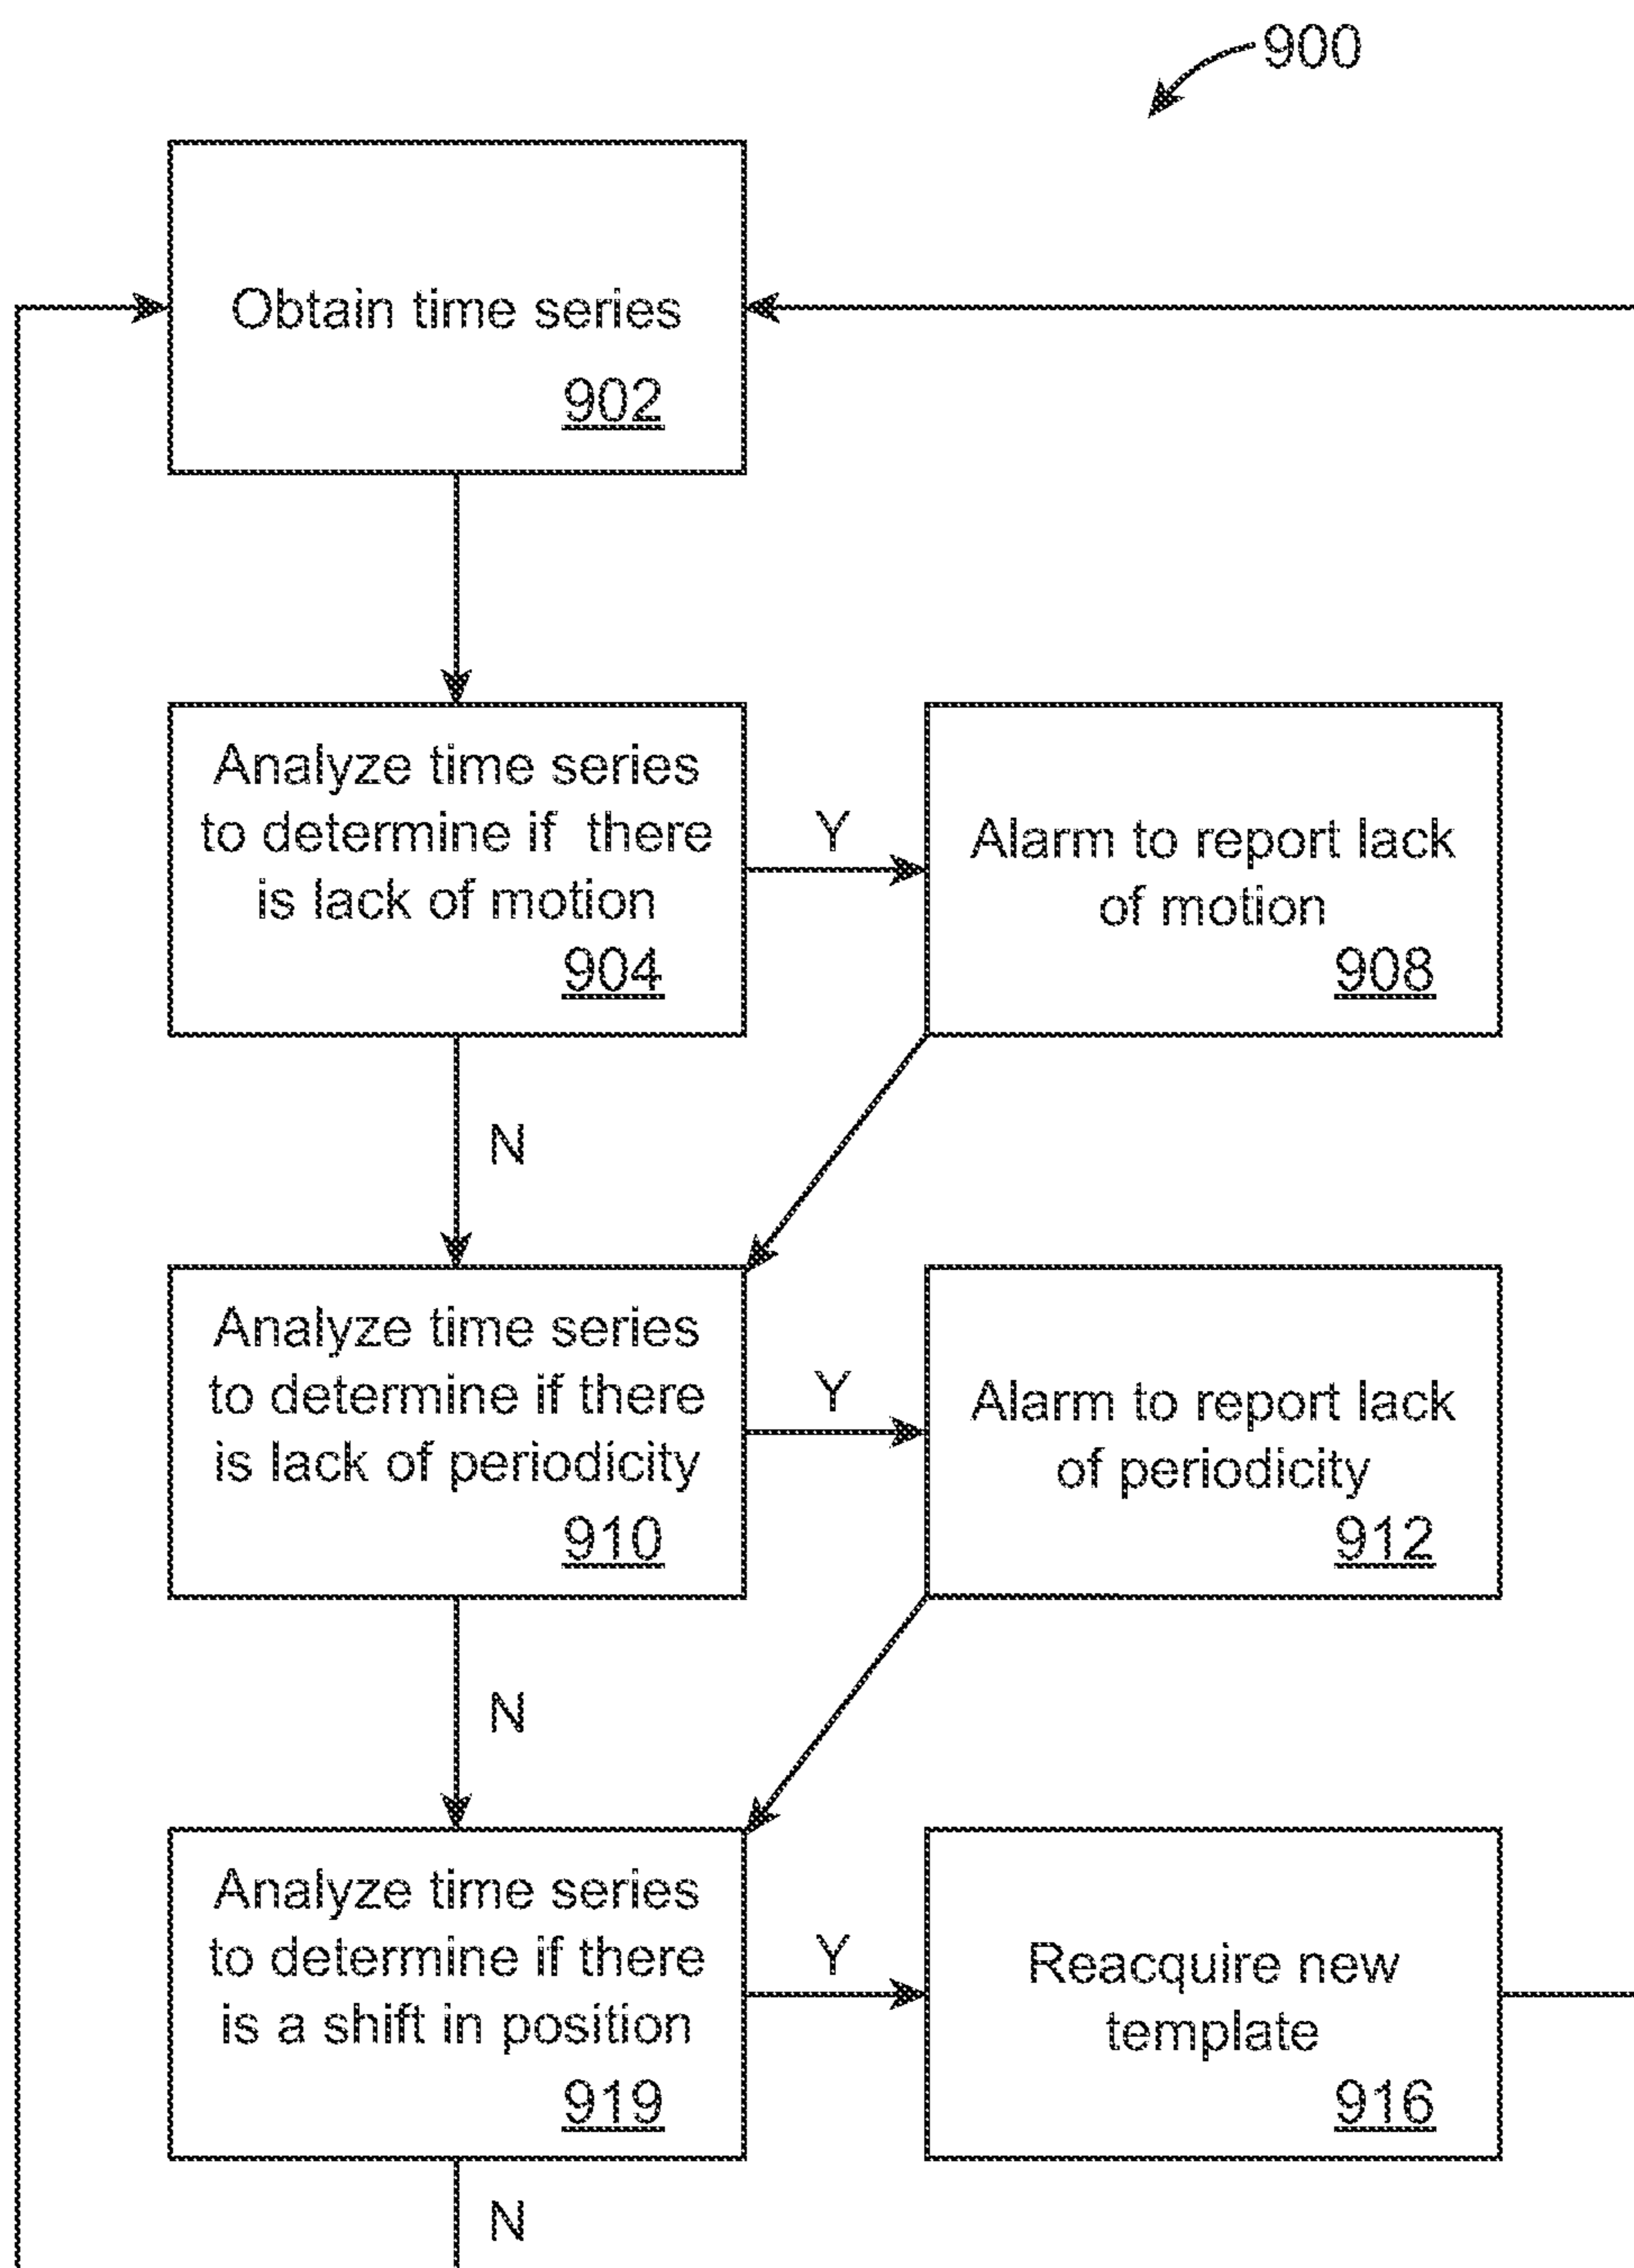 900
Obtain time series
902
Analyze time series
to determine if there
is lack of motion
904
Y
Alarm to report lack
of motion
908
N
Analyze time series
to determine if there
is lack of periodicity
910
Y
Alarm to report lack
of periodicity
912
N
Analyze time series
to determine if there
is a shift in position
919
Y
Reacquire new
template
916
N